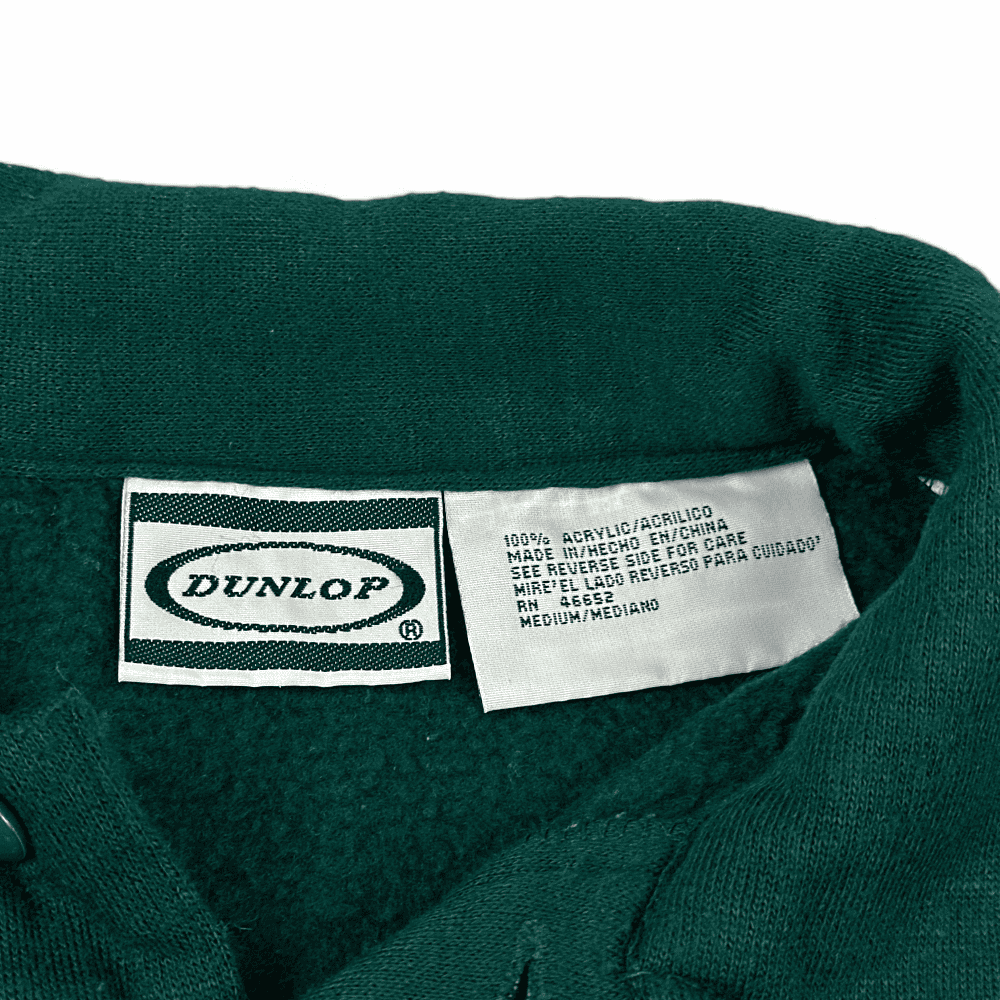 DUNLOP
®
100% ACRYLIC/ACRILICO
MADE IN/HECHO EN/CHINA
SEE REVERSE SIDE FOR CARE
MIRE'EL LADO REVERSO PARA CUIDADO'
RN 46652
MEDIUM/MEDIANO